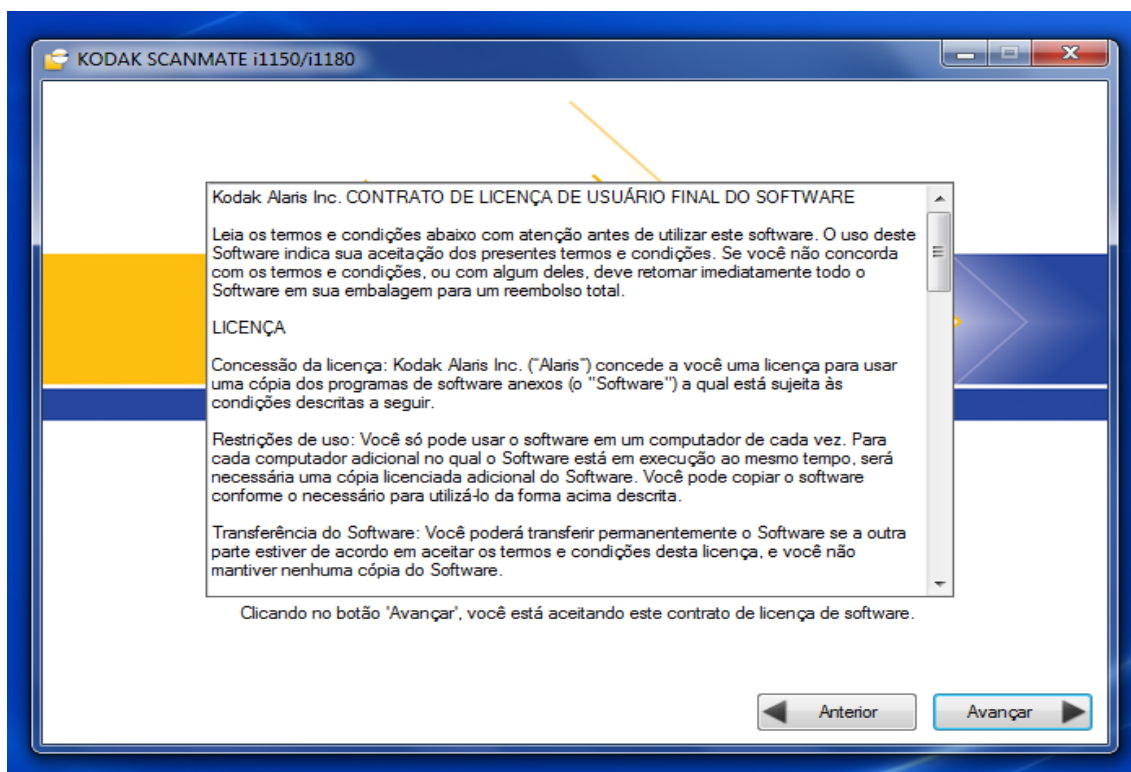 KODAK SCANMATE i1150/i1180
Kodak Alaris Inc. CONTRATO DE LICENÇA DE USUÁRIO FINAL DO SOFTWARE
Leia os termos e condições abaixo com atenção antes de utilizar este software. O uso deste
Software indica sua aceitação dos presentes termos e condições. Se você não concorda
com os termos e condições, ou com algum deles, deve retornar imediatamente todo o
Software em sua embalagem para um reembolso total.
LICENÇA
Concessão da licença: Kodak Alaris Inc. ("Alaris") concede a você uma licença para usar
uma cópia dos programas de software anexos (o "Software") a qual está sujeita às
condições descritas a seguir.
Restrições de uso: Você só pode usar o software em um computador de cada vez. Para
cada computador adicional no qual o Software está em execução ao mesmo tempo, será
necessária uma cópia licenciada adicional do Software. Você pode copiar o software
conforme o necessário para utilizá-lo da forma acima descrita.
Transferência do Software: Você poderá transferir permanentemente o Software se a outra
parte estiver de acordo em aceitar os termos e condições desta licença, e você não
mantiver nenhuma cópia do Software.
Clicando no botão 'Avançar', você está aceitando este contrato de licença de software.
Anterior
Avançar